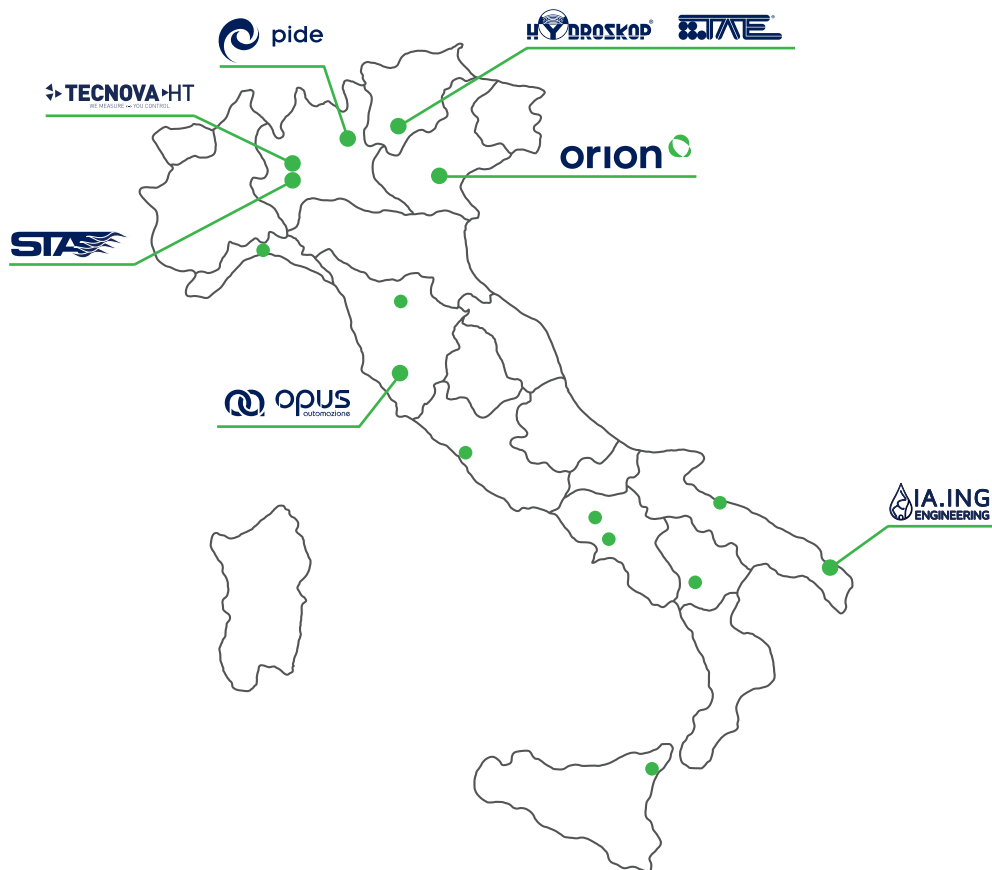 pide
HYDROSKOP®
TAE®
TECNOVA HT
WE MEASURE YOU CONTROL
orion
STA
opus
automazione
IA.ING
ENGINEERING